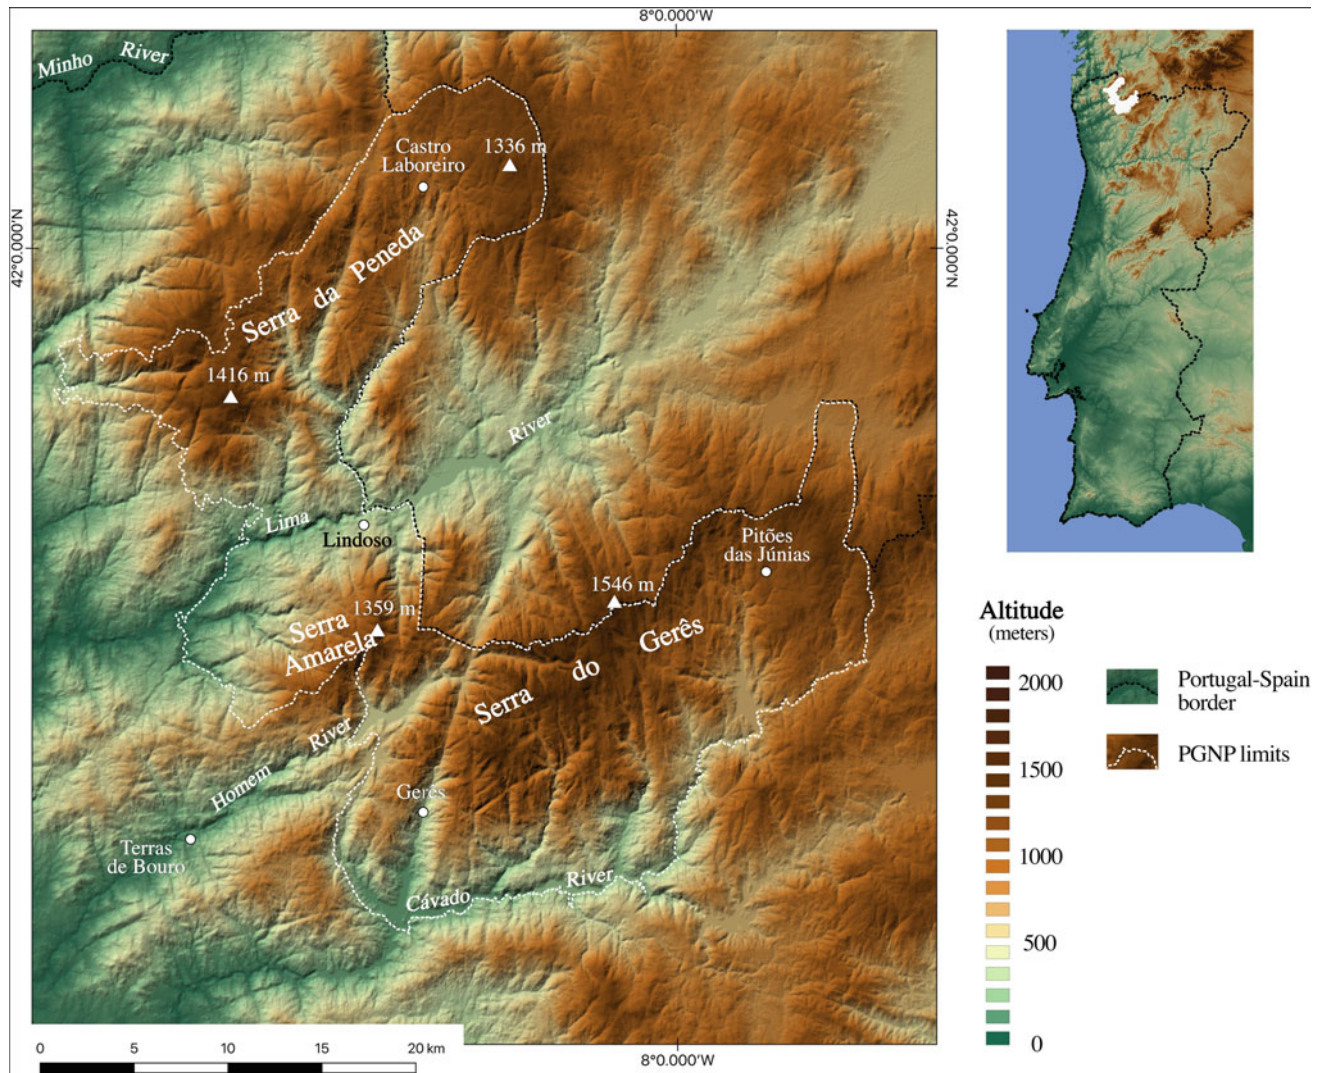 8°0.000'W
Minho River
Castro
Laboreiro
1336 m
42°0.000'N
42°0.000'N
Serra da Peneda
1416 m
River
Lima
Lindoso
Pitões
das Júnias
1546 m
1359 m
Serra
Amarela
Serra do Gerês
River
Homem
Gerês
Terras
de Bouro
Cávado
River
8°0.000'W
0 5 10 15 20 km
Altitude
(meters)
2000
1500
1000
500
0
Portugal-Spain
border
PGNP limits